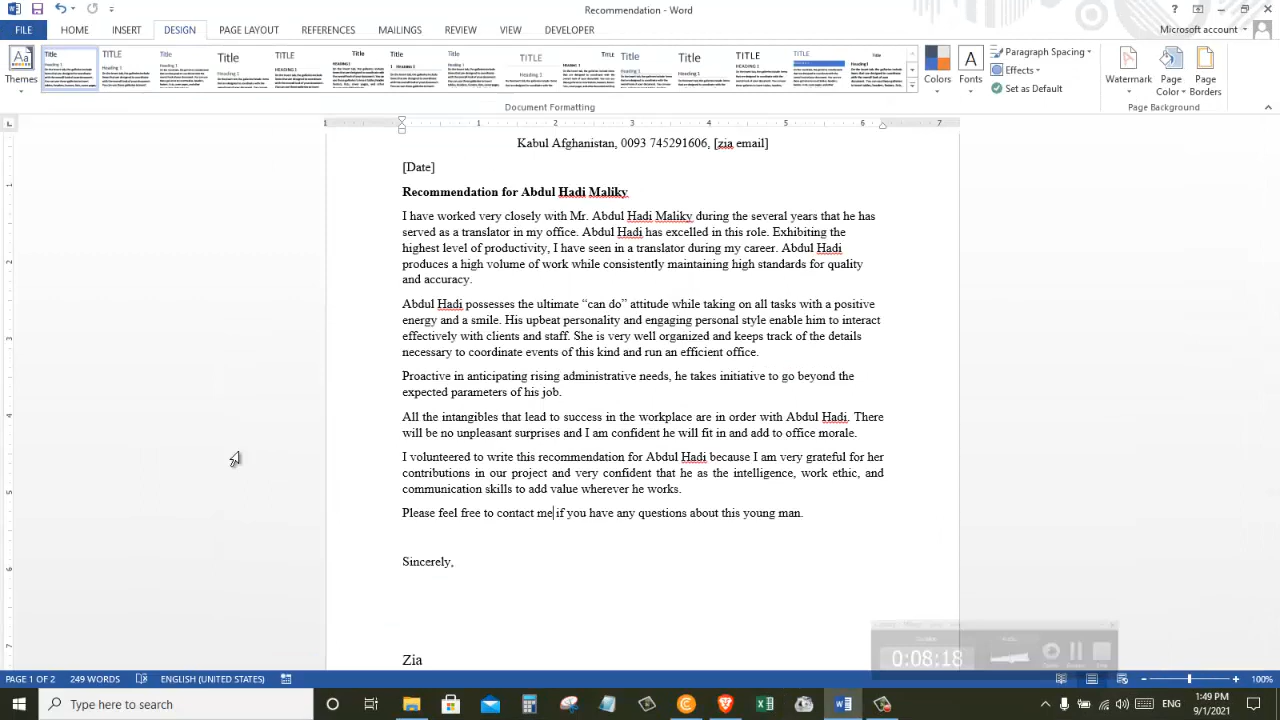 Recommendation - Word
FILE HOME INSERT DESIGN PAGE LAYOUT REFERENCES MAILINGS REVIEW VIEW DEVELOPER
Microsoft account
Themes
Colors
Fonts
Paragraph Spacing
Effects
Set as Default
Watermark
Page Color
Page Borders
Document Formatting
Page Background
Kabul Afghanistan, 0093 745291606, [zia email]
[Date]
Recommendation for Abdul Hadi Maliky
I have worked very closely with Mr. Abdul Hadi Maliky during the several years that he has
served as a translator in my office. Abdul Hadi has excelled in this role. Exhibiting the
highest level of productivity, I have seen in a translator during my career. Abdul Hadi
produces a high volume of work while consistently maintaining high standards for quality
and accuracy.
Abdul Hadi possesses the ultimate “can do” attitude while taking on all tasks with a positive
energy and a smile. His upbeat personality and engaging personal style enable him to interact
effectively with clients and staff. She is very well organized and keeps track of the details
necessary to coordinate events of this kind and run an efficient office.
Proactive in anticipating rising administrative needs, he takes initiative to go beyond the
expected parameters of his job.
All the intangibles that lead to success in the workplace are in order with Abdul Hadi. There
will be no unpleasant surprises and I am confident he will fit in and add to office morale.
I volunteered to write this recommendation for Abdul Hadi because I am very grateful for her
contributions in our project and very confident that he as the intelligence, work ethic, and
communication skills to add value wherever he works.
Please feel free to contact me if you have any questions about this young man.
Sincerely,
Zia
0:08:18
PAGE 1 OF 2 249 WORDS ENGLISH (UNITED STATES) 100%
Type here to search
ENG
1:49 PM
9/1/2021